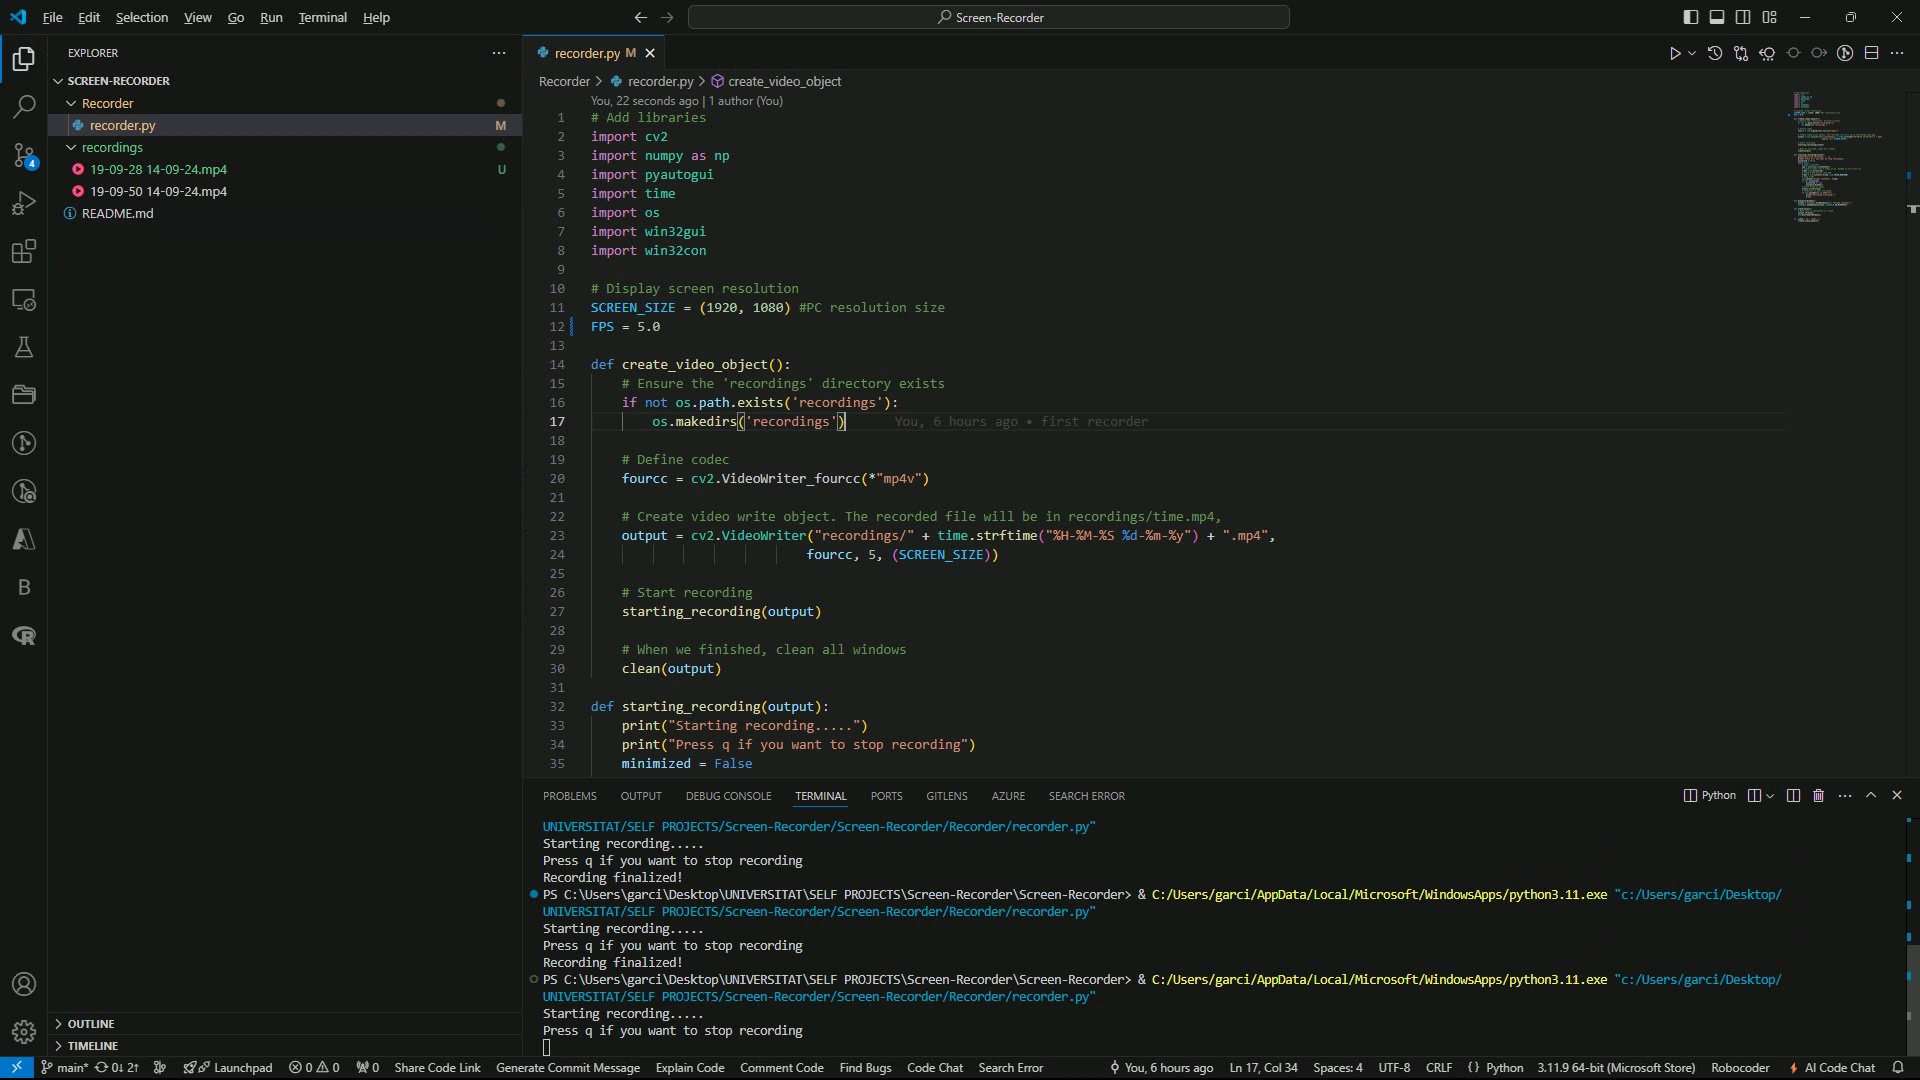 File Edit Selection View Go Run Terminal Help
Screen-Recorder
EXPLORER
SCREEN-RECORDER
Recorder
recorder.py M
recordings
19-09-28 14-09-24.mp4 U
19-09-50 14-09-24.mp4
README.md
OUTLINE
TIMELINE
recorder.py M
Recorder > recorder.py > create_video_object
You, 22 seconds ago | 1 author (You)
1 # Add libraries
2 import cv2
3 import numpy as np
4 import pyautogui
5 import time
6 import os
7 import win32gui
8 import win32con
9
10 # Display screen resolution
11 SCREEN_SIZE = (1920, 1080) #PC resolution size
12 FPS = 5.0
13
14 def create_video_object():
15 # Ensure the 'recordings' directory exists
16 if not os.path.exists('recordings'):
17 os.makedirs('recordings') You, 6 hours ago • first recorder
18
19 # Define codec
20 fourcc = cv2.VideoWriter_fourcc(*"mp4v")
21
22 # Create video write object. The recorded file will be in recordings/time.mp4,
23 output = cv2.VideoWriter("recordings/" + time.strftime("%H-%M-%S %d-%m-%y") + ".mp4",
24 fourcc, 5, (SCREEN_SIZE))
25
26 # Start recording
27 starting_recording(output)
28
29 # When we finished, clean all windows
30 clean(output)
31
32 def starting_recording(output):
33 print("Starting recording.....")
34 print("Press q if you want to stop recording")
35 minimized = False
PROBLEMS OUTPUT DEBUG CONSOLE TERMINAL PORTS GITLENS AZURE SEARCH ERROR
Python
UNIVERSITAT/SELF PROJECTS/Screen-Recorder/Screen-Recorder/Recorder/recorder.py"
Starting recording.....
Press q if you want to stop recording
Recording finalized!
PS C:\Users\garci\Desktop\UNIVERSITAT\SELF PROJECTS\Screen-Recorder\Screen-Recorder> & C:/Users/garci/AppData/Local/Microsoft/WindowsApps/python3.11.exe "c:/Users/garci/Desktop/
UNIVERSITAT/SELF PROJECTS/Screen-Recorder/Screen-Recorder/Recorder/recorder.py"
Starting recording.....
Press q if you want to stop recording
Recording finalized!
PS C:\Users\garci\Desktop\UNIVERSITAT\SELF PROJECTS\Screen-Recorder\Screen-Recorder> & C:/Users/garci/AppData/Local/Microsoft/WindowsApps/python3.11.exe "c:/Users/garci/Desktop/
UNIVERSITAT/SELF PROJECTS/Screen-Recorder/Screen-Recorder/Recorder/recorder.py"
Starting recording.....
Press q if you want to stop recording
main* 0↓ 2↑ Launchpad 0 0 0 Share Code Link Generate Commit Message Explain Code Comment Code Find Bugs Code Chat Search Error You, 6 hours ago Ln 17, Col 34 Spaces: 4 UTF-8 CRLF { } Python 3.11.9 64-bit (Microsoft Store) Robocoder AI Code Chat